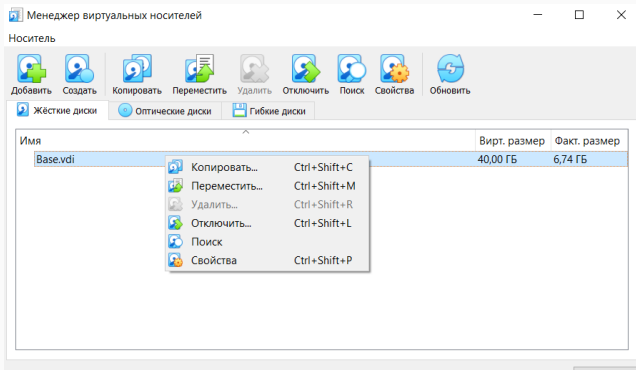 Менеджер виртуальных носителей
Носитель
Добавить Создать Копировать Переместить Удалить Отключить Поиск Свойства Обновить
Жёсткие диски Оптические диски Гибкие диски
Имя Вирт. размер Факт. размер
Base.vdi 40,00 ГБ 6,74 ГБ
Копировать... Ctrl+Shift+C
Переместить... Ctrl+Shift+M
Удалить... Ctrl+Shift+R
Отключить... Ctrl+Shift+L
Поиск
Свойства Ctrl+Shift+P